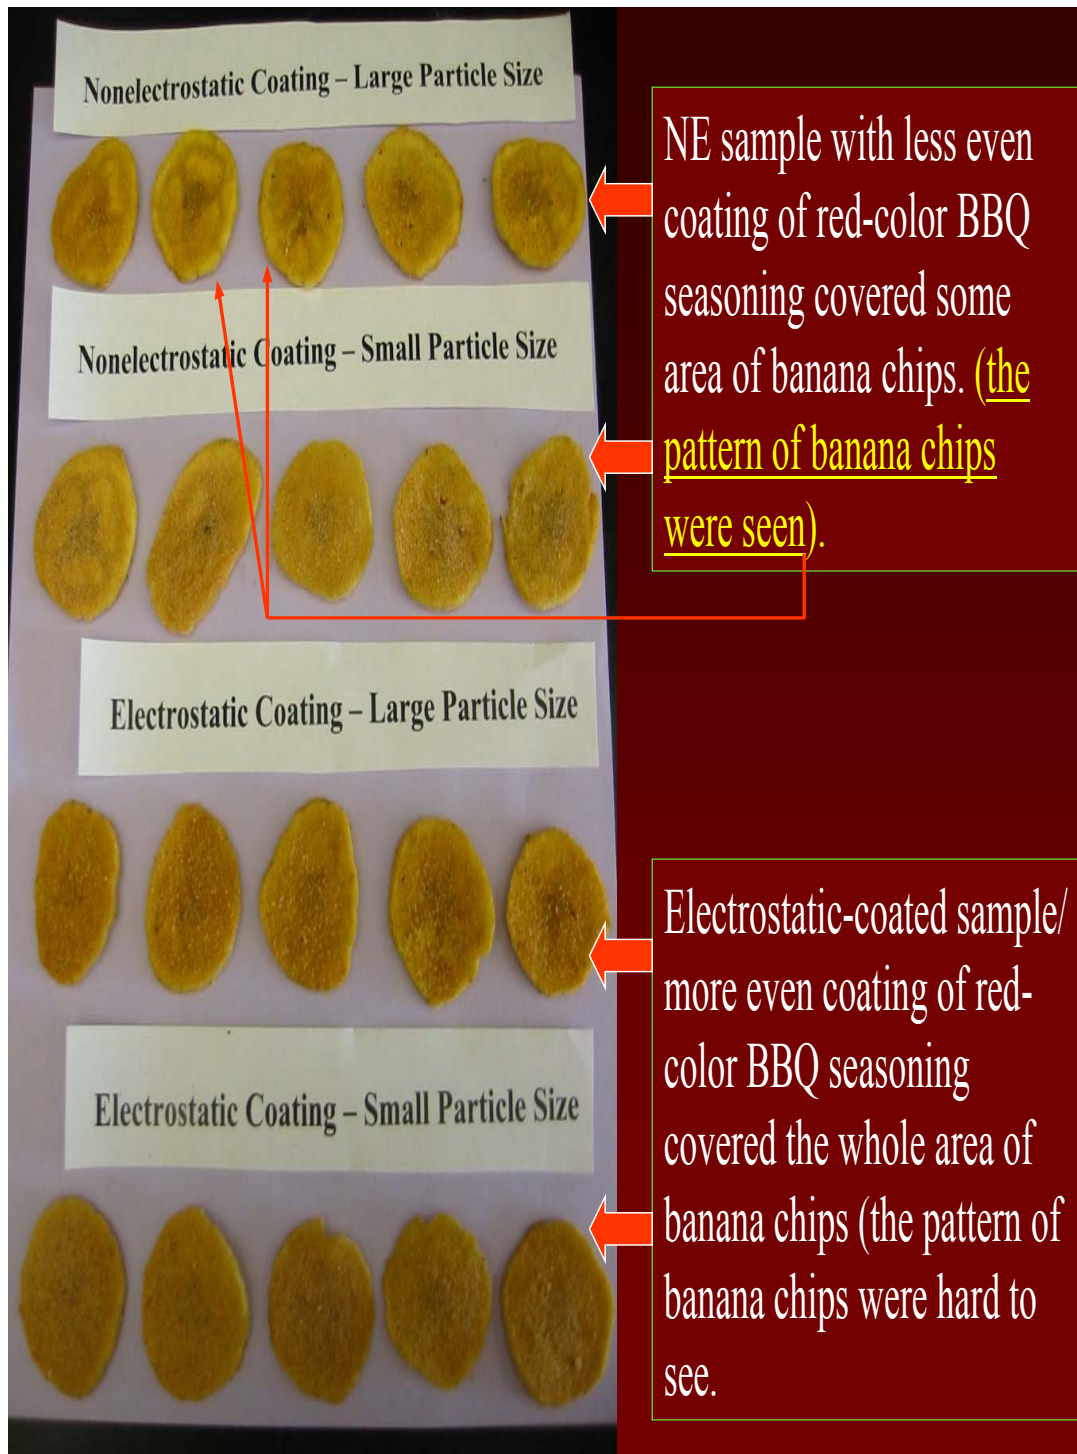 Nonelectrostatic Coating – Large Particle Size
NE sample with less even
coating of red-color BBQ
seasoning covered some
area of banana chips. (the
pattern of banana chips
were seen).
Nonelectrostatic Coating – Small Particle Size
Electrostatic Coating – Large Particle Size
Electrostatic-coated sample/
more even coating of red-
color BBQ seasoning
covered the whole area of
banana chips (the pattern of
banana chips were hard to
see.
Electrostatic Coating – Small Particle Size